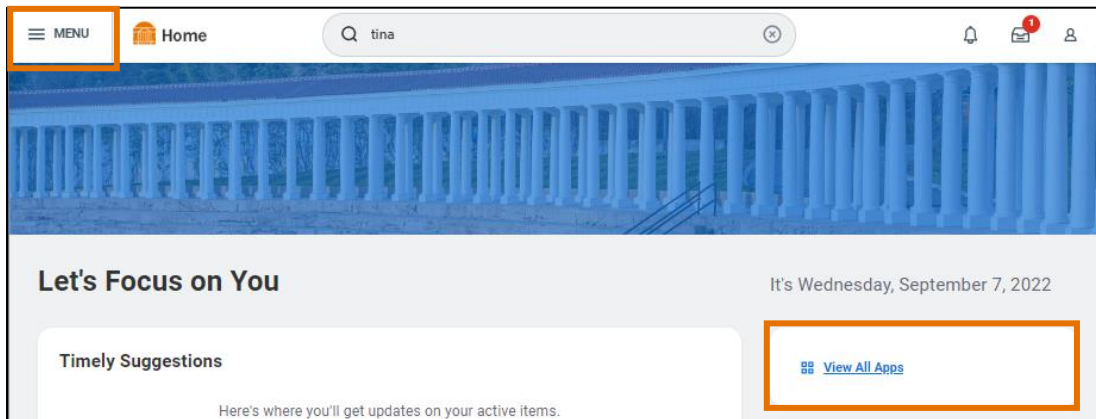 MENU
Home
tina
1
Let's Focus on You
It's Wednesday, September 7, 2022
Timely Suggestions
View All Apps
Here's where you'll get updates on your active items.